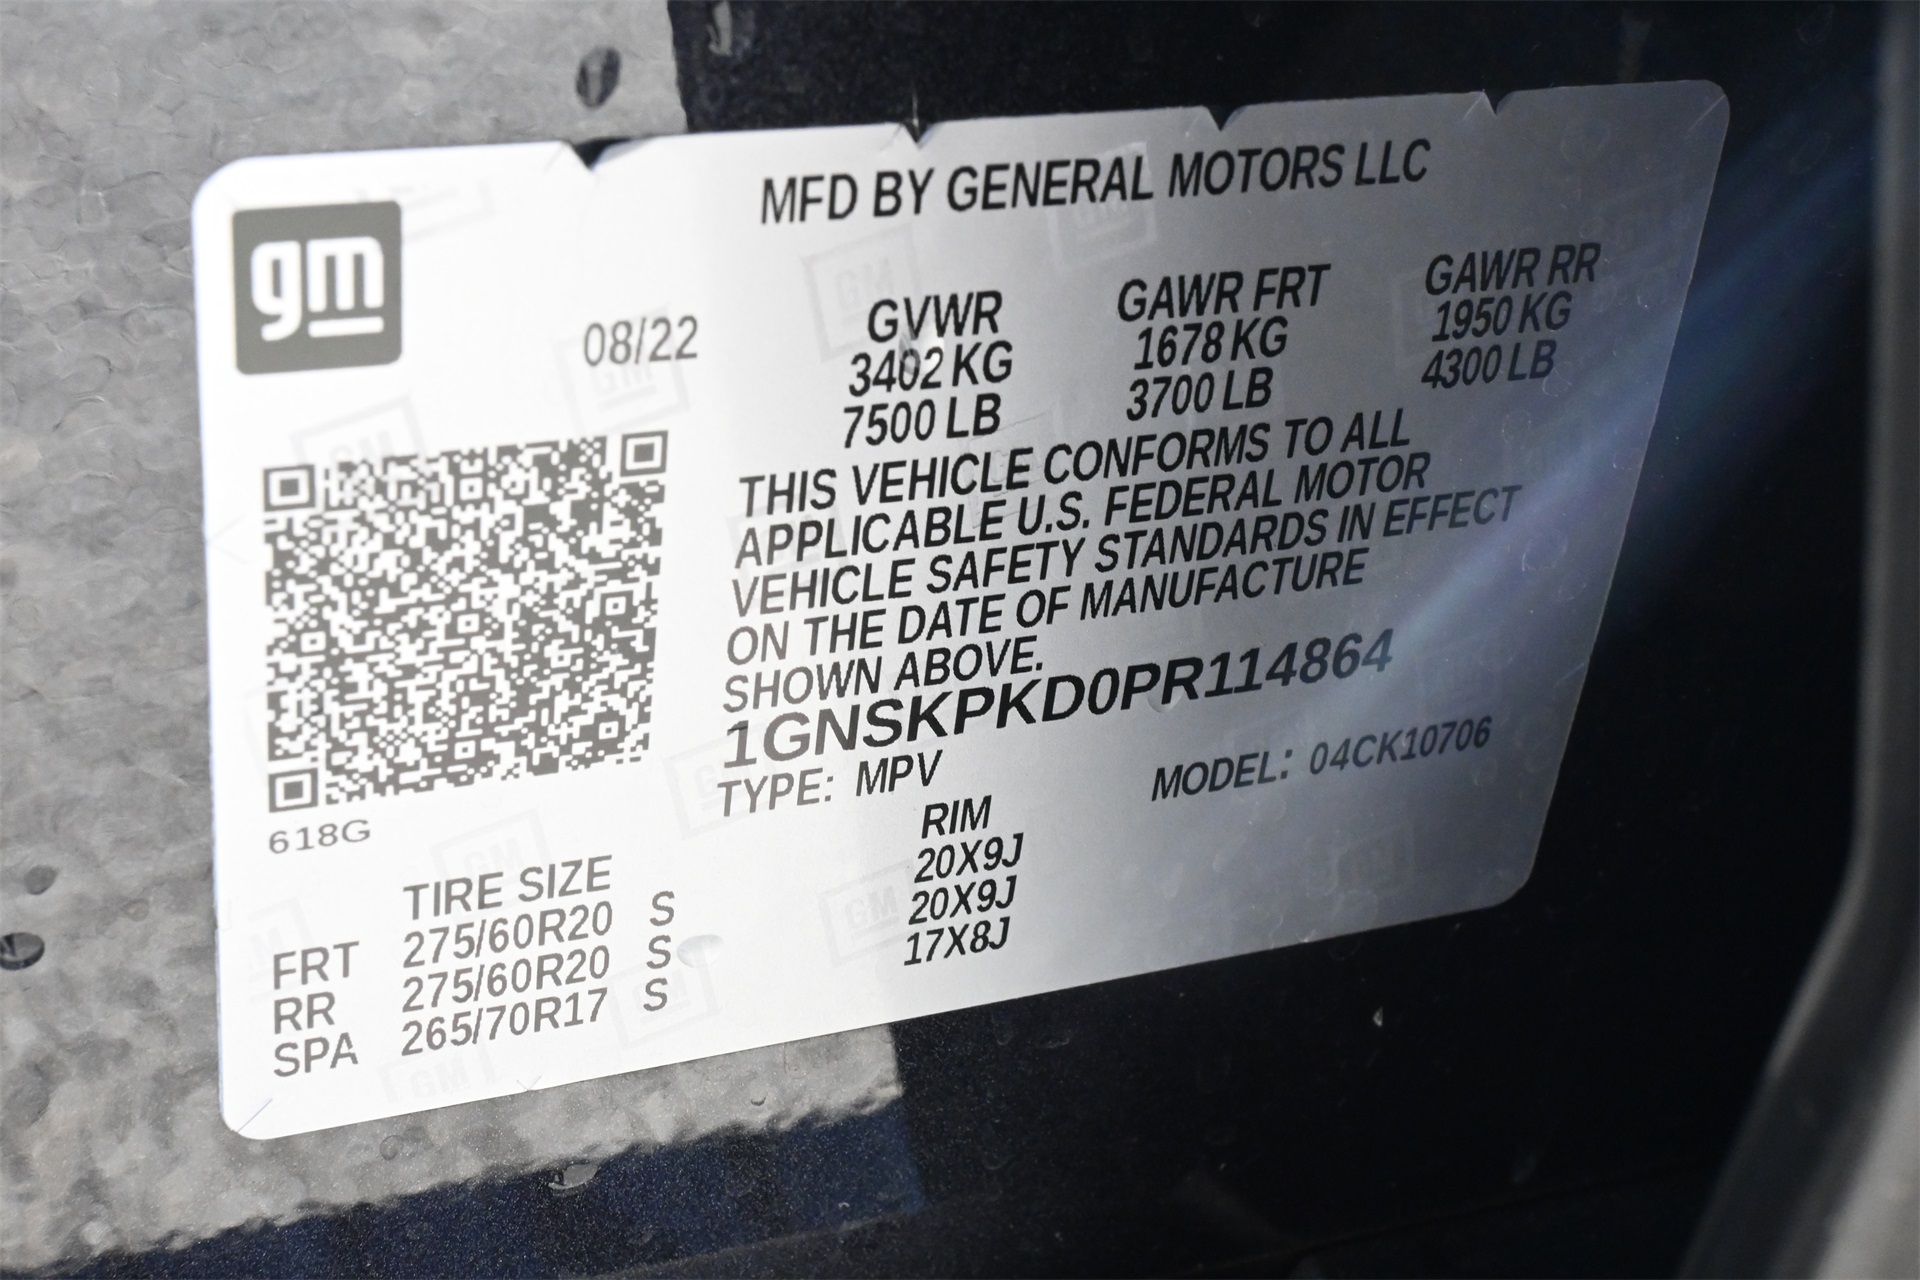 MFD BY GENERAL MOTORS LLC
gm
08/22
GVWR GAWR FRT GAWR RR
3402 KG 1678 KG 1950 KG
7500 LB 3700 LB 4300 LB
THIS VEHICLE CONFORMS TO ALL
APPLICABLE U.S. FEDERAL MOTOR
VEHICLE SAFETY STANDARDS IN EFFECT
ON THE DATE OF MANUFACTURE
SHOWN ABOVE.
1GNSKPKD0PR114864
TYPE: MPV MODEL: 04CK10706
618G
TIRE SIZE RIM
FRT 275/60R20 S 20X9J
RR 275/60R20 S 20X9J
SPA 265/70R17 S 17X8J